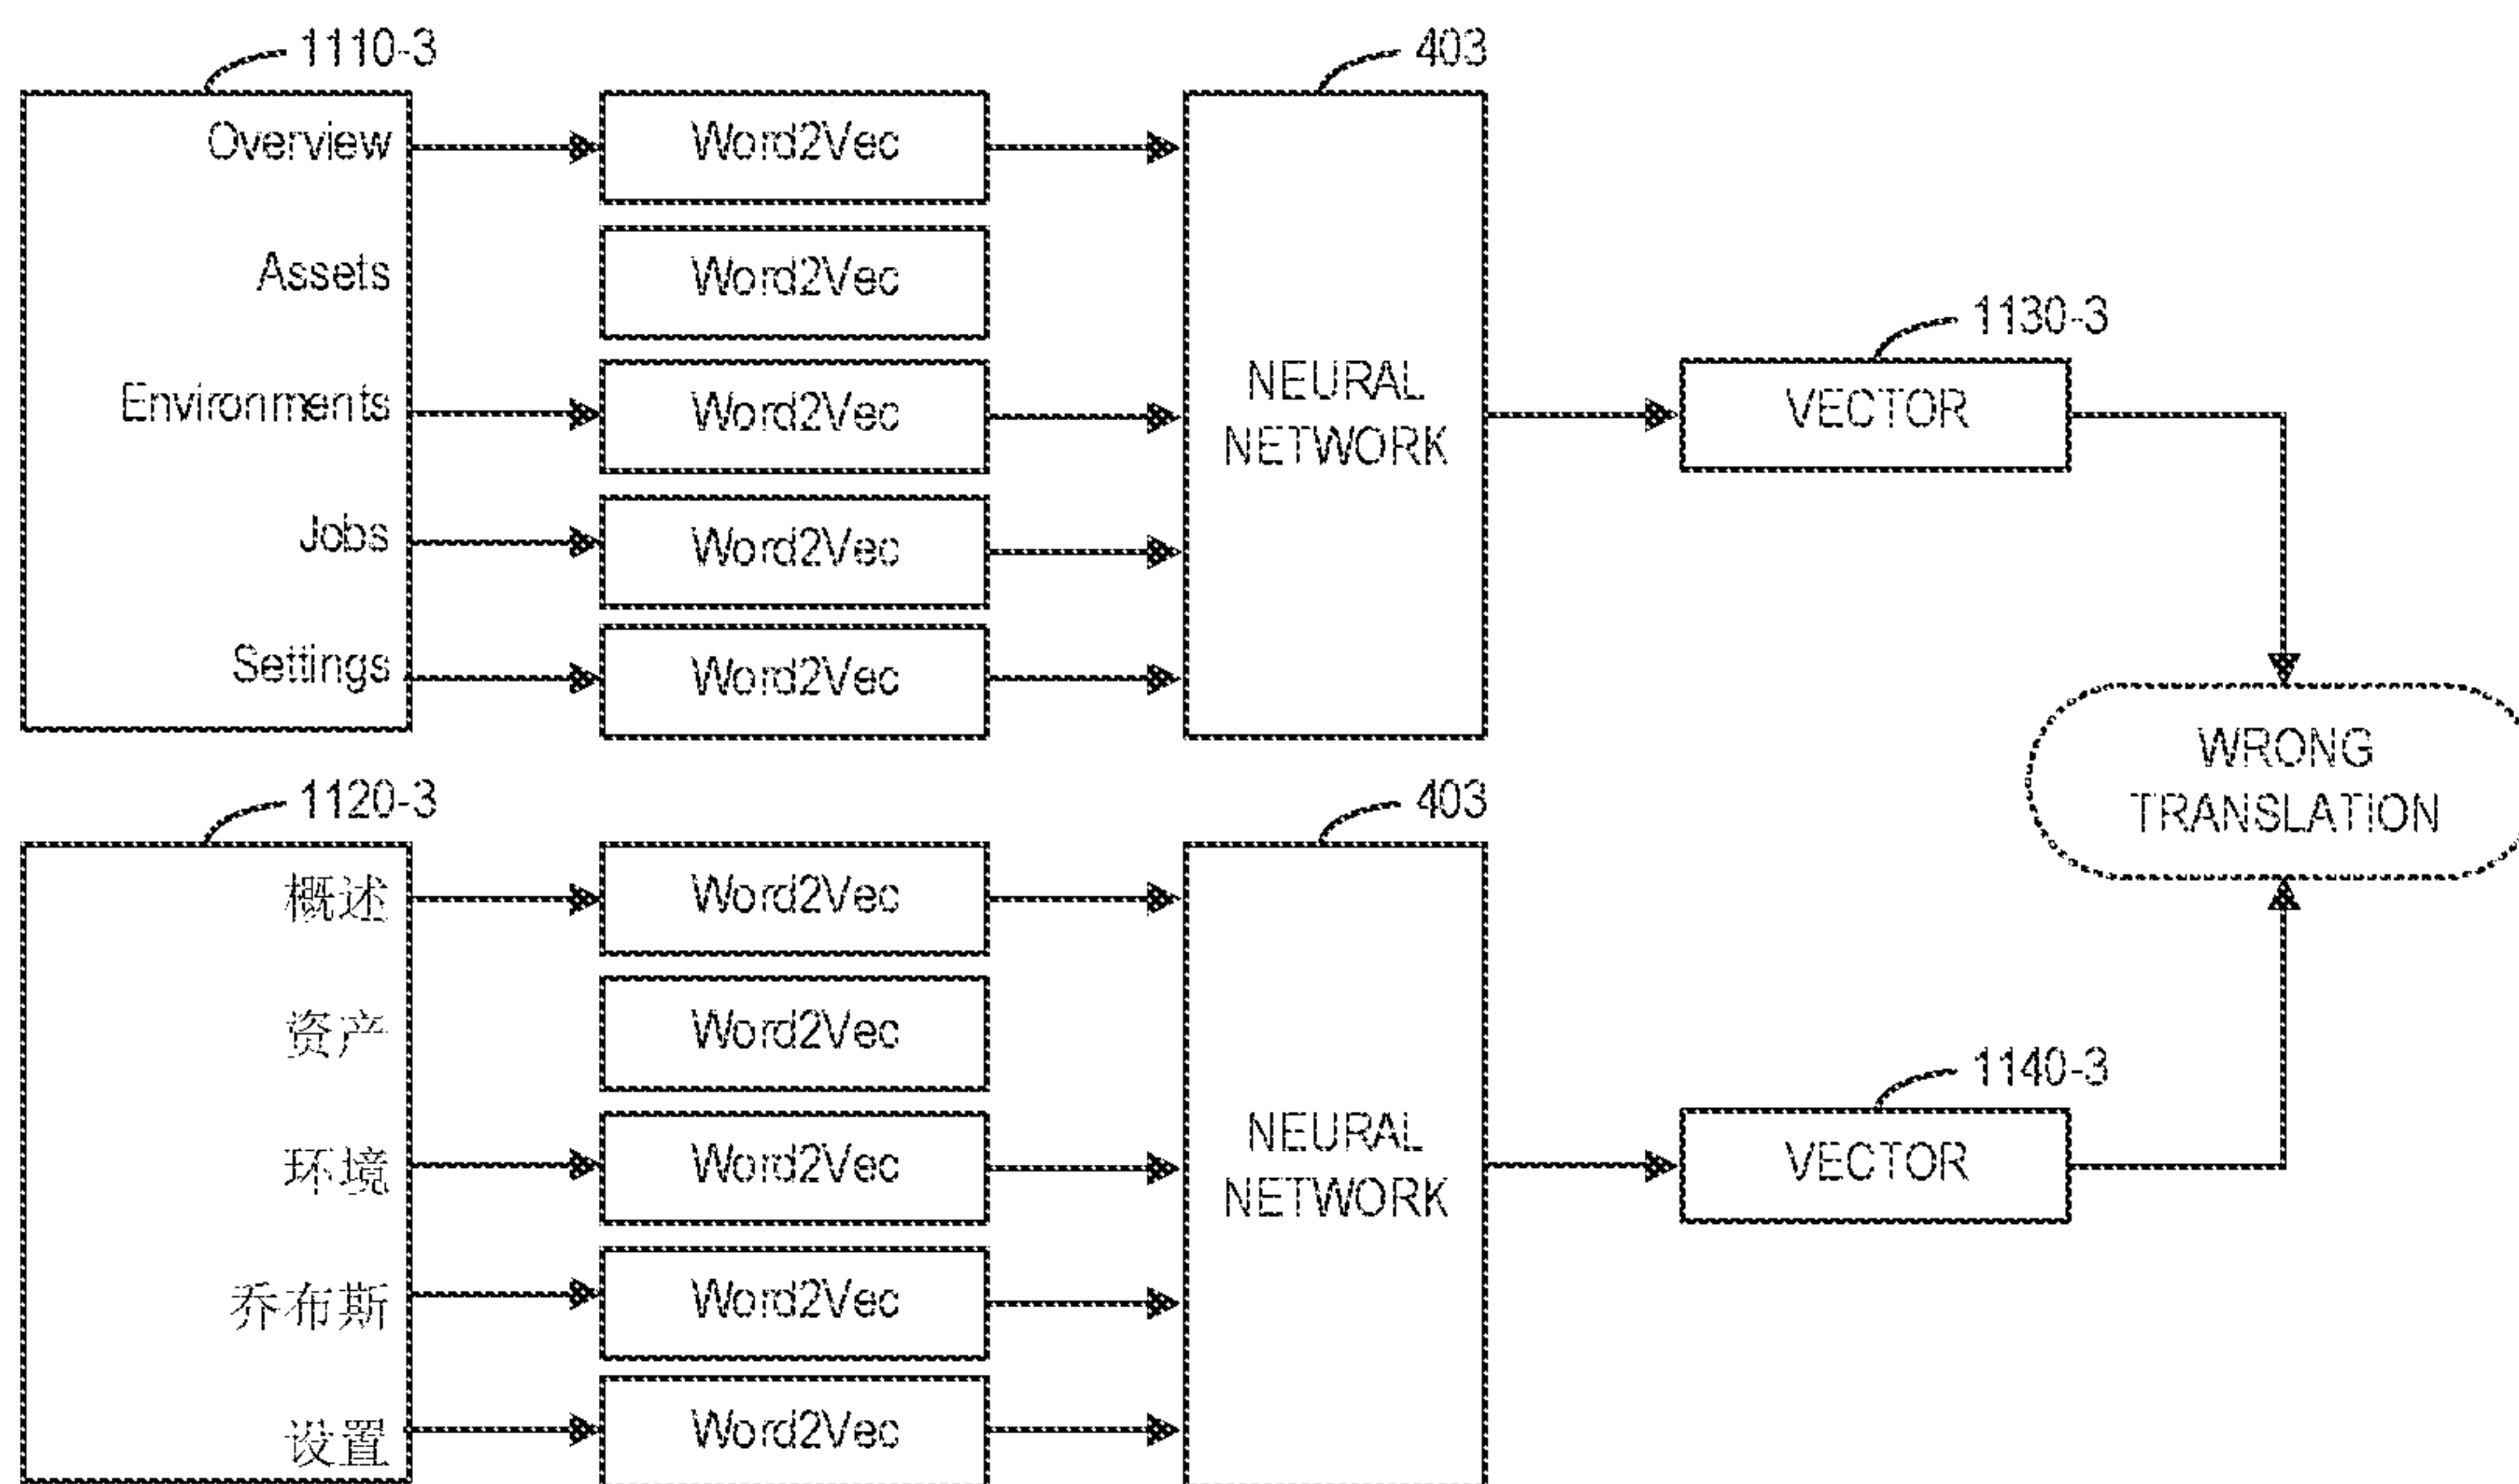 1110-3
403
Overview
Word2Vec
Assets
Word2Vec
Environments
Word2Vec
Jobs
Word2Vec
Settings
Word2Vec
NEURAL
NETWORK
1130-3
VECTOR
WRONG
TRANSLATION
1120-3
403
概述
Word2Vec
资产
Word2Vec
环境
Word2Vec
乔布斯
Word2Vec
设置
Word2Vec
NEURAL
NETWORK
1140-3
VECTOR